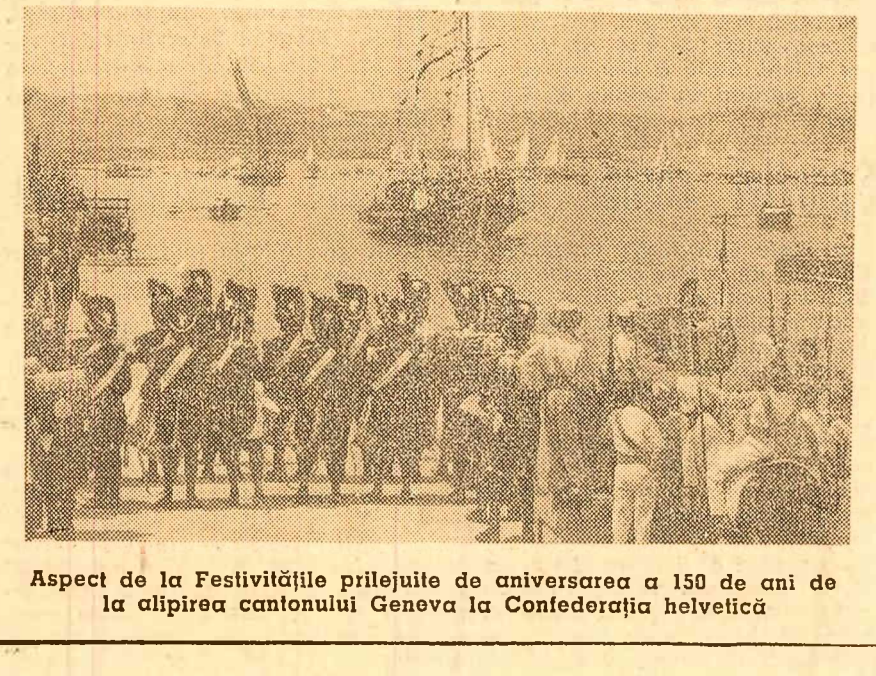 Aspect de la Festivitățile prilejuite de aniversarea a 150 de ani de
la alipirea cantonului Geneva la Confederația helvetică